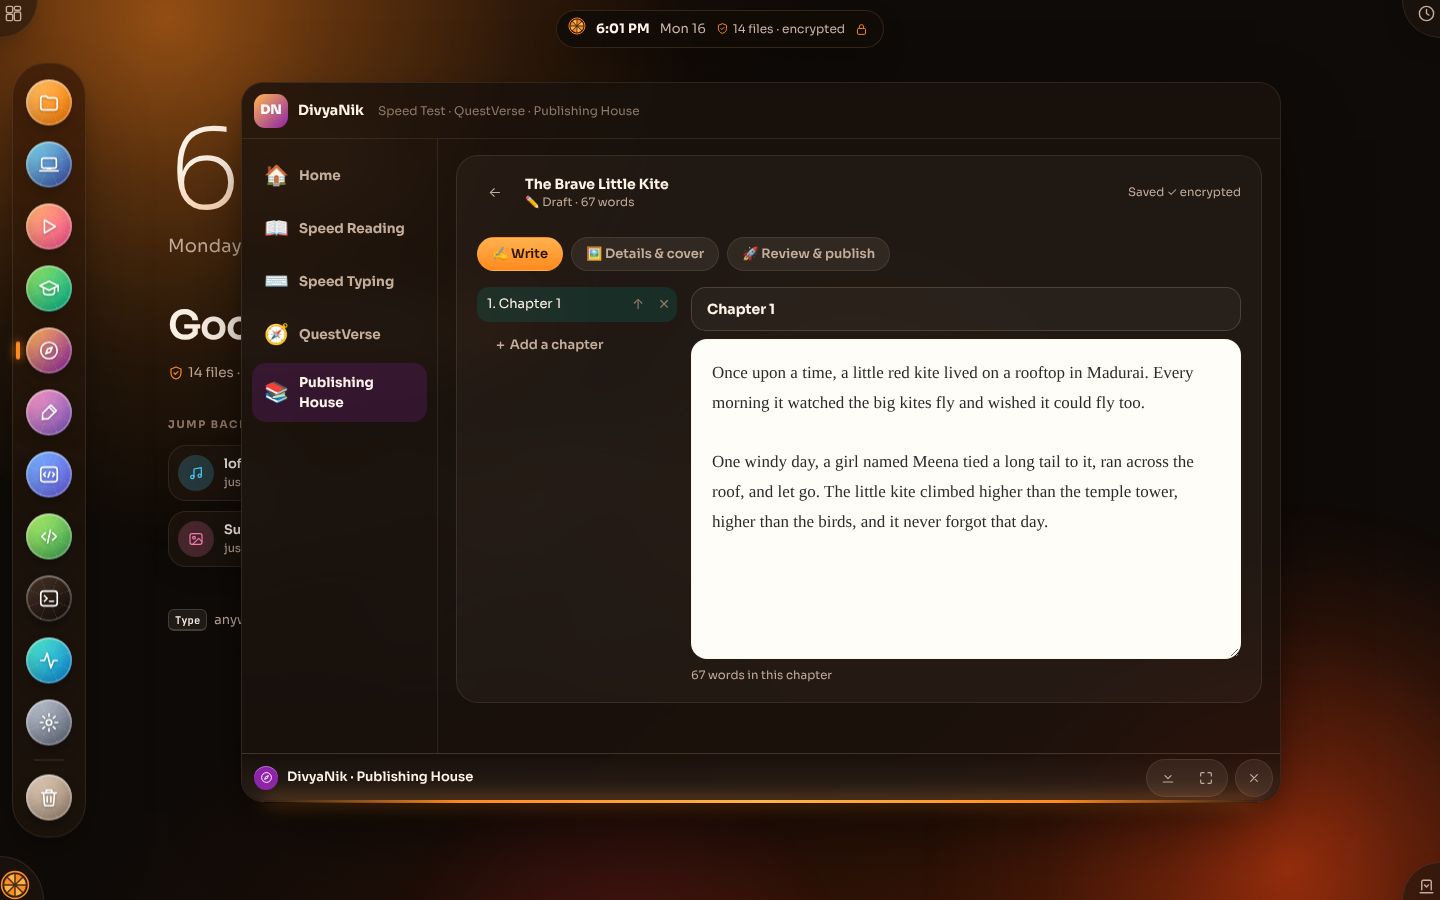 6:01 PM Mon 16 14 files · encrypted
6
Monday
Goo
14 files ·
JUMP BACK
lof
jus
Su
jus
Type anyw
DN DivyaNik Speed Test · QuestVerse · Publishing House
Home
Speed Reading
Speed Typing
QuestVerse
Publishing
House
The Brave Little Kite
✏️ Draft · 67 words
Saved ✓ encrypted
✍️ Write
🖼️ Details & cover
🚀 Review & publish
1. Chapter 1 ↑ ×
+ Add a chapter
Chapter 1
Once upon a time, a little red kite lived on a rooftop in Madurai. Every
morning it watched the big kites fly and wished it could fly too.
One windy day, a girl named Meena tied a long tail to it, ran across the
roof, and let go. The little kite climbed higher than the temple tower,
higher than the birds, and it never forgot that day.
67 words in this chapter
DivyaNik · Publishing House